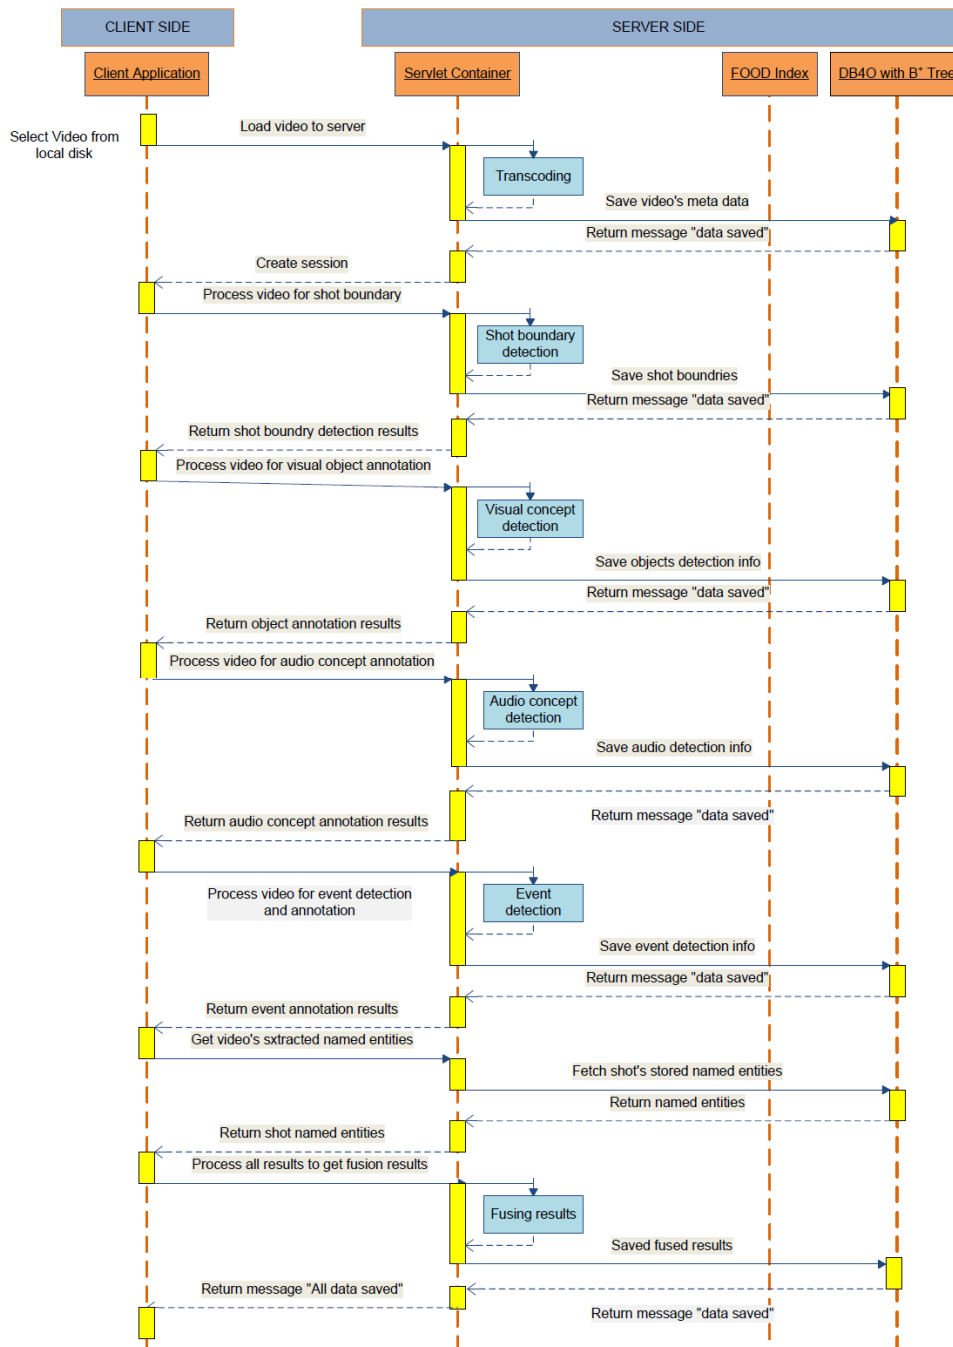 CLIENT SIDE
SERVER SIDE
Client Application
Servlet Container
FOOD Index
DB4O with B+ Tree
Select Video from
local disk
Load video to server
Transcoding
Save video's meta data
Return message "data saved"
Create session
Process video for shot boundary
Shot boundary
detection
Save shot boundries
Return message "data saved"
Return shot boundry detection results
Process video for visual object annotation
Visual concept
detection
Save objects detection info
Return message "data saved"
Return object annotation results
Process video for audio concept annotation
Audio concept
detection
Save audio detection info
Return message "data saved"
Return audio concept annotation results
Process video for event detection
and annotation
Event
detection
Save event detection info
Return message "data saved"
Return event annotation results
Get video's sxtracted named entities
Fetch shot's stored named entities
Return named entities
Return shot named entities
Process all results to get fusion results
Fusing results
Saved fused results
Return message "All data saved"
Return message "data saved"